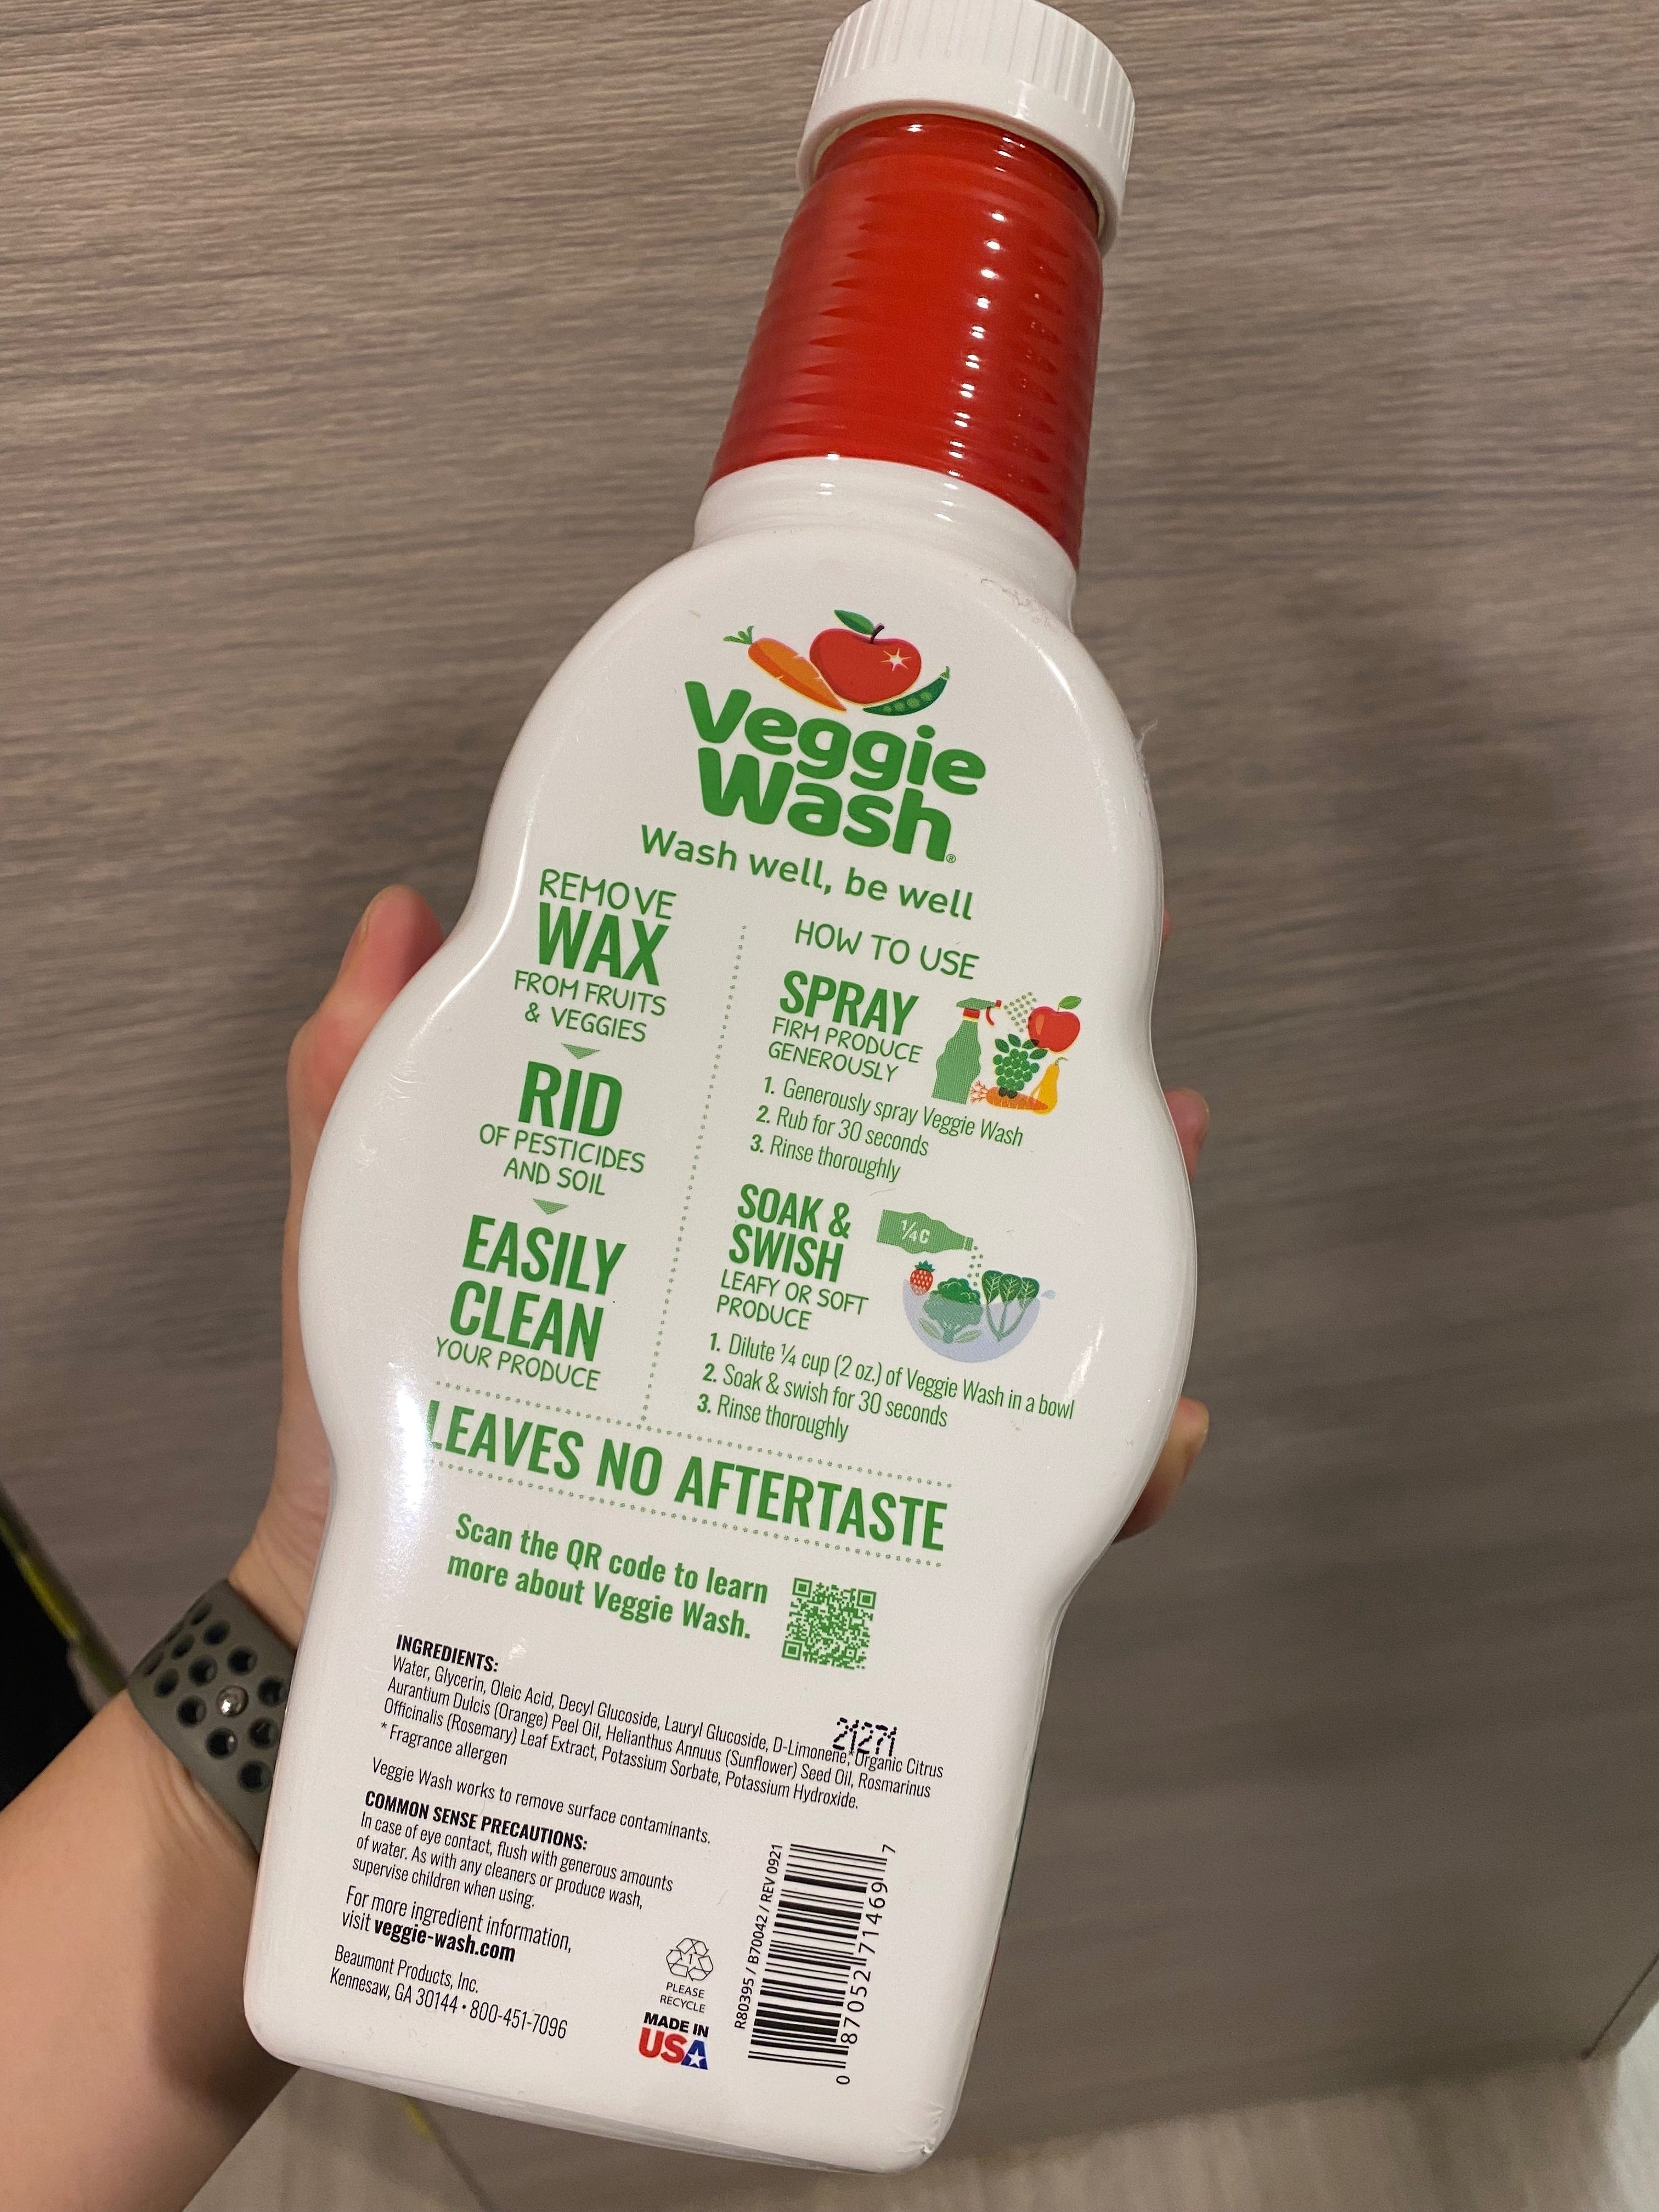 Veggie
Wash®
Wash well, be well
REMOVE
WAX
FROM FRUITS
& VEGGIES
RID
OF PESTICIDES
AND SOIL
EASILY
CLEAN
YOUR PRODUCE
HOW TO USE
SPRAY
FIRM PRODUCE
GENEROUSLY
1. Generously spray Veggie Wash
2. Rub for 30 seconds
3. Rinse thoroughly
SOAK &
SWISH
LEAFY OR SOFT
PRODUCE
¼C
1. Dilute ¼ cup (2 oz.) of Veggie Wash in a bowl
2. Soak & swish for 30 seconds
3. Rinse thoroughly
LEAVES NO AFTERTASTE
Scan the QR code to learn
more about Veggie Wash.
INGREDIENTS:
Water, Glycerin, Oleic Acid, Decyl Glucoside, Lauryl Glucoside, D-Limonene,* Organic Citrus
Aurantium Dulcis (Orange) Peel Oil, Helianthus Annuus (Sunflower) Seed Oil, Rosmarinus
Officinalis (Rosemary) Leaf Extract, Potassium Sorbate, Potassium Hydroxide.
* Fragrance allergen
21271
Veggie Wash works to remove surface contaminants.
COMMON SENSE PRECAUTIONS:
In case of eye contact, flush with generous amounts
of water. As with any cleaners or produce wash,
supervise children when using.
For more ingredient information,
visit veggie-wash.com
Beaumont Products, Inc.
Kennesaw, GA 30144 • 800-451-7096
1
PLEASE
RECYCLE
MADE IN
USA
R80395 / B70042 / REV 0921
0 87052 71469 7